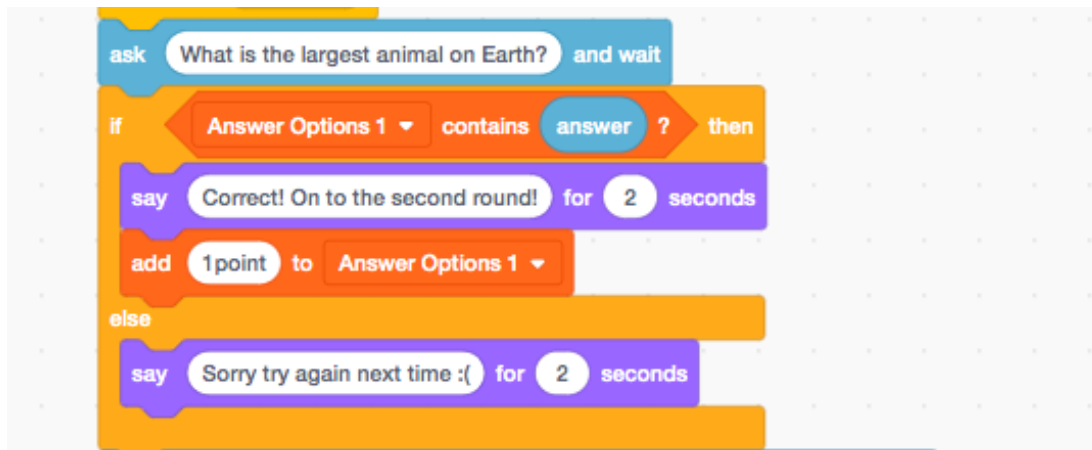 ask What is the largest animal on Earth? and wait
if Answer Options 1 contains answer ? then
say Correct! On to the second round! for 2 seconds
add 1point to Answer Options 1
else
say Sorry try again next time :( for 2 seconds